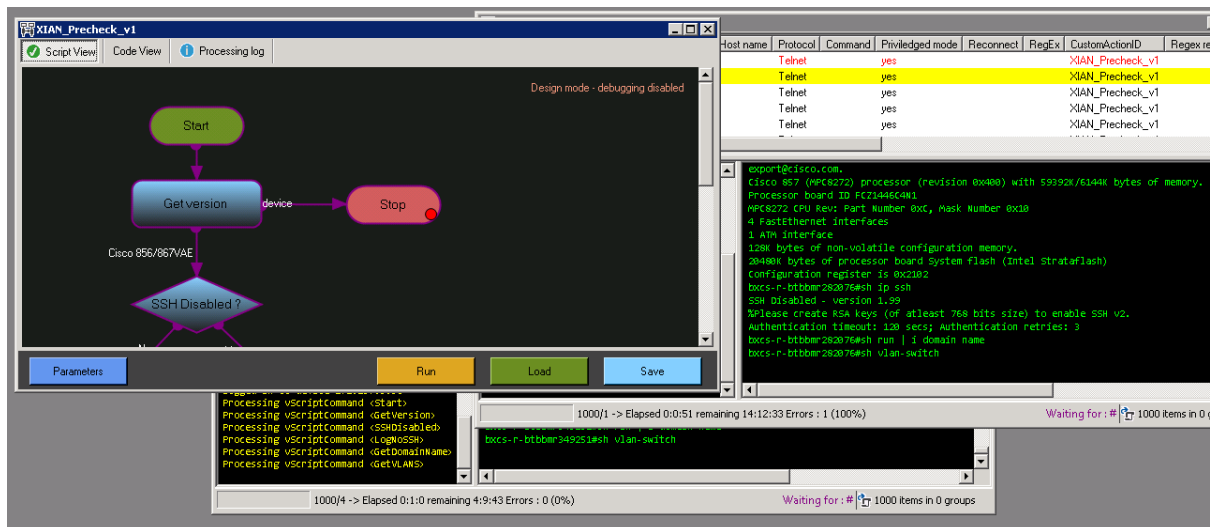 XIAN_Precheck_v1
Script View Code View Processing log
Design mode - debugging disabled
Start
Get version
device
Stop
Cisco 856/867VAE
SSH Disabled ?
Parameters Run Load Save
Host name Protocol Command Priviledged mode Reconnect RegEx CustomActionID Regex re
Telnet yes XIAN_Precheck_v1
Telnet yes XIAN_Precheck_v1
Telnet yes XIAN_Precheck_v1
Telnet yes XIAN_Precheck_v1
Telnet yes XIAN_Precheck_v1
export@cisco.com.
Cisco 857 (MPC8272) processor (revision 0x400) with 59392K/6144K bytes of memory.
Processor board ID FCZ1446C4N1
MPC8272 CPU Rev: Part Number 0xC, Mask Number 0x10
4 FastEthernet interfaces
1 ATM interface
128K bytes of non-volatile configuration memory.
20480K bytes of processor board System flash (Intel Strataflash)
Configuration register is 0x2102
bxcs-r-btbbmr282076#sh ip ssh
SSH Disabled - version 1.99
%Please create RSA keys (of atleast 768 bits size) to enable SSH v2.
Authentication timeout: 120 secs; Authentication retries: 3
bxcs-r-btbbmr282076#sh run | i domain name
bxcs-r-btbbmr282076#sh vlan-switch
1000/1 -> Elapsed 0:0:51 remaining 14:12:33 Errors : 1 (100%) Waiting for : # 1000 items in 0
Processing vScriptCommand <Start>
Processing vScriptCommand <GetVersion>
Processing vScriptCommand <SSHDisabled>
Processing vScriptCommand <LogNoSSH>
Processing vScriptCommand <GetDomainName>
Processing vScriptCommand <GetVLANS>
bxcs-r-btbbmr349251#sh vlan-switch
1000/4 -> Elapsed 0:1:0 remaining 4:9:43 Errors : 0 (0%) Waiting for : # 1000 items in 0 groups